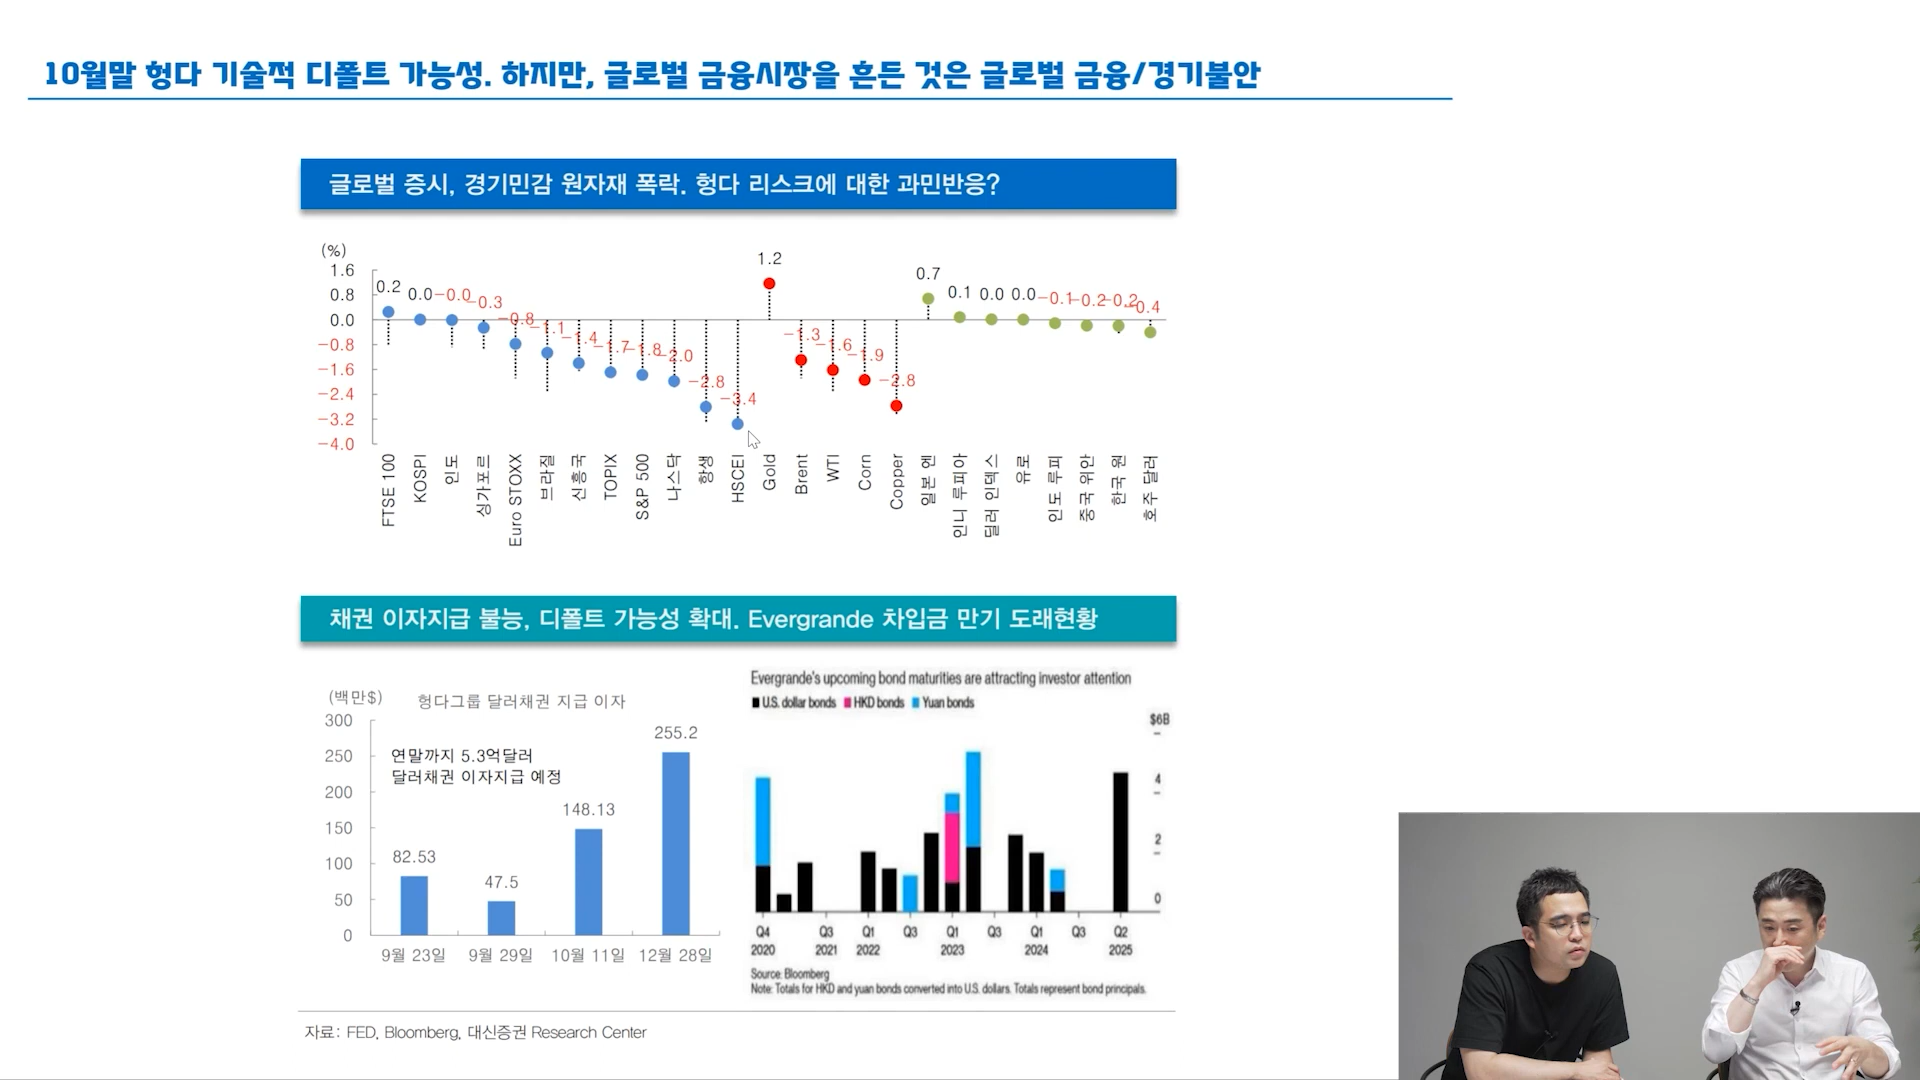 10월말 헝다 기술적 디폴트 가능성. 하지만, 글로벌 금융시장을 흔든 것은 글로벌 금융/경기불안
글로벌 증시, 경기민감 원자재 폭락. 헝다 리스크에 대한 과민반응?
(%)
1.6
0.8
0.0
-0.8
-1.6
-2.4
-3.2
-4.0
0.2
0.0
-0.0
-0.3
-0.8
-1.1
-1.4
-1.7
-1.8
-2.0
-2.8
-3.4
1.2
-1.3
-1.6
-1.9
-2.8
0.7
0.1
0.0
0.0
-0.1
-0.2
-0.2
-0.4
FTSE 100
KOSPI
인도
싱가포르
Euro STOXX
브라질
신흥국
TOPIX
S&P 500
나스닥
항생
HSCEI
Gold
Brent
WTI
Corn
Copper
일본 엔
인니 루피아
달러 인덱스
유로
인도 루피
중국 위안
한국 원
호주 달러
채권 이자지급 불능, 디폴트 가능성 확대. Evergrande 차입금 만기 도래현황
(백만$)
헝다그룹 달러채권 지급 이자
300
250
200
150
100
50
0
연말까지 5.3억달러
달러채권 이자지급 예정
82.53
47.5
148.13
255.2
9월 23일
9월 29일
10월 11일
12월 28일
Evergrande's upcoming bond maturities are attracting investor attention
U.S. dollar bonds
HKD bonds
Yuan bonds
$6B
4
2
0
Q4
2020
Q3
2021
Q1
2022
Q3
Q1
2023
Q3
Q1
2024
Q3
Q2
2025
Source: Bloomberg
Note: Totals for HKD and yuan bonds converted into U.S. dollars. Totals represent bond principals.
자료: FED, Bloomberg, 대신증권 Research Center